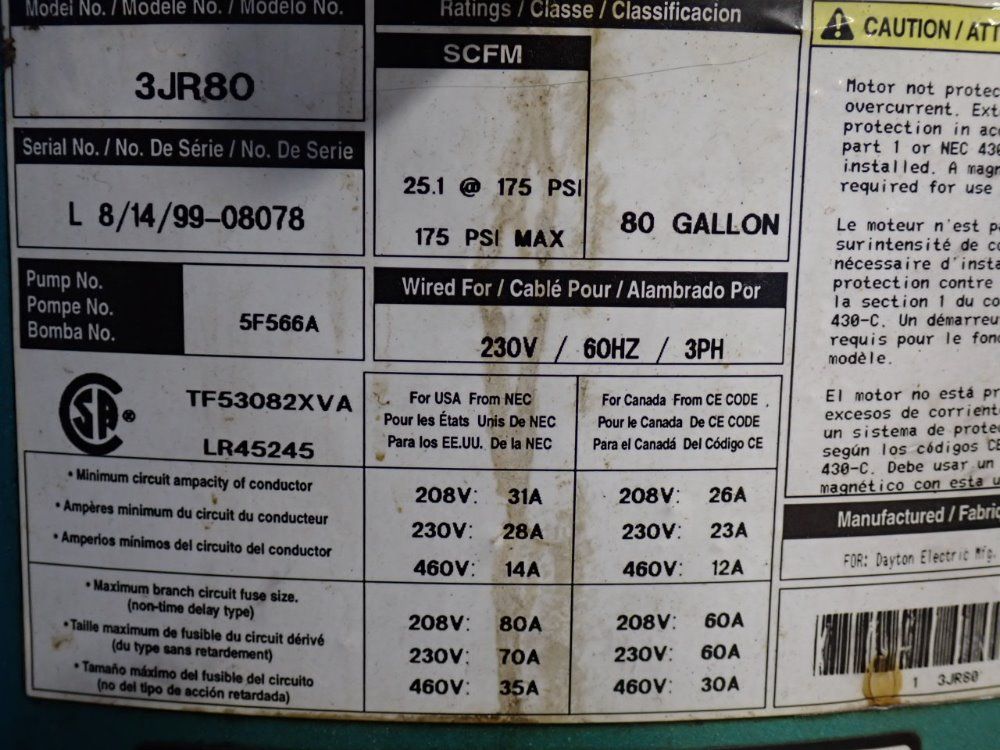 Model No. / Modèle No. / Modelo No.
3JR80
Serial No. / No. De Série / No. De Serie
L 8/14/99-08078
Pump No.
Pompe No.
Bomba No.
5F566A
Ratings / Classe / Classificacion
SCFM
25.1 @ 175 PSI
175 PSI MAX
80 GALLON
Wired For / Cablé Pour / Alambrado Por
230V / 60HZ / 3PH
SA ®
TF53082XVA
LR45245
For USA From NEC
Pour les États Unis De NEC
Para los EE.UU. De la NEC
For Canada From CE CODE
Pour le Canada De CE CODE
Para el Canadá Del Código CE
• Minimum circuit ampacity of conductor
• Ampères minimum du circuit du conducteur
• Amperios mínimos del circuito del conductor
208V: 31A
230V: 28A
460V: 14A
208V: 26A
230V: 23A
460V: 12A
• Maximum branch circuit fuse size.
(non-time delay type)
• Taille maximum de fusible du circuit dérivé
(du type sans retardement)
• Tamaño máximo del fusible del circuito
(no del tipo de acción retardada)
208V: 80A
230V: 70A
460V: 35A
208V: 60A
230V: 60A
460V: 30A
CAUTION / ATT
Motor not protec
overcurrent. Ext
protection in acc
part 1 or NEC 430
installed. A magn
required for use
Le moteur n'est pa
surintensité de co
nécessaire d'insta
protection contre
la section 1 du co
430-C. Un démarreu
requis pour le fonc
modèle.
El motor no está pr
excesos de corrient
un sistema de protec
según los códigos CE
430-C. Debe usar un
magnético con esta u
Manufactured / Fabric
FOR: Dayton Electric Mfg.
1 3JR80